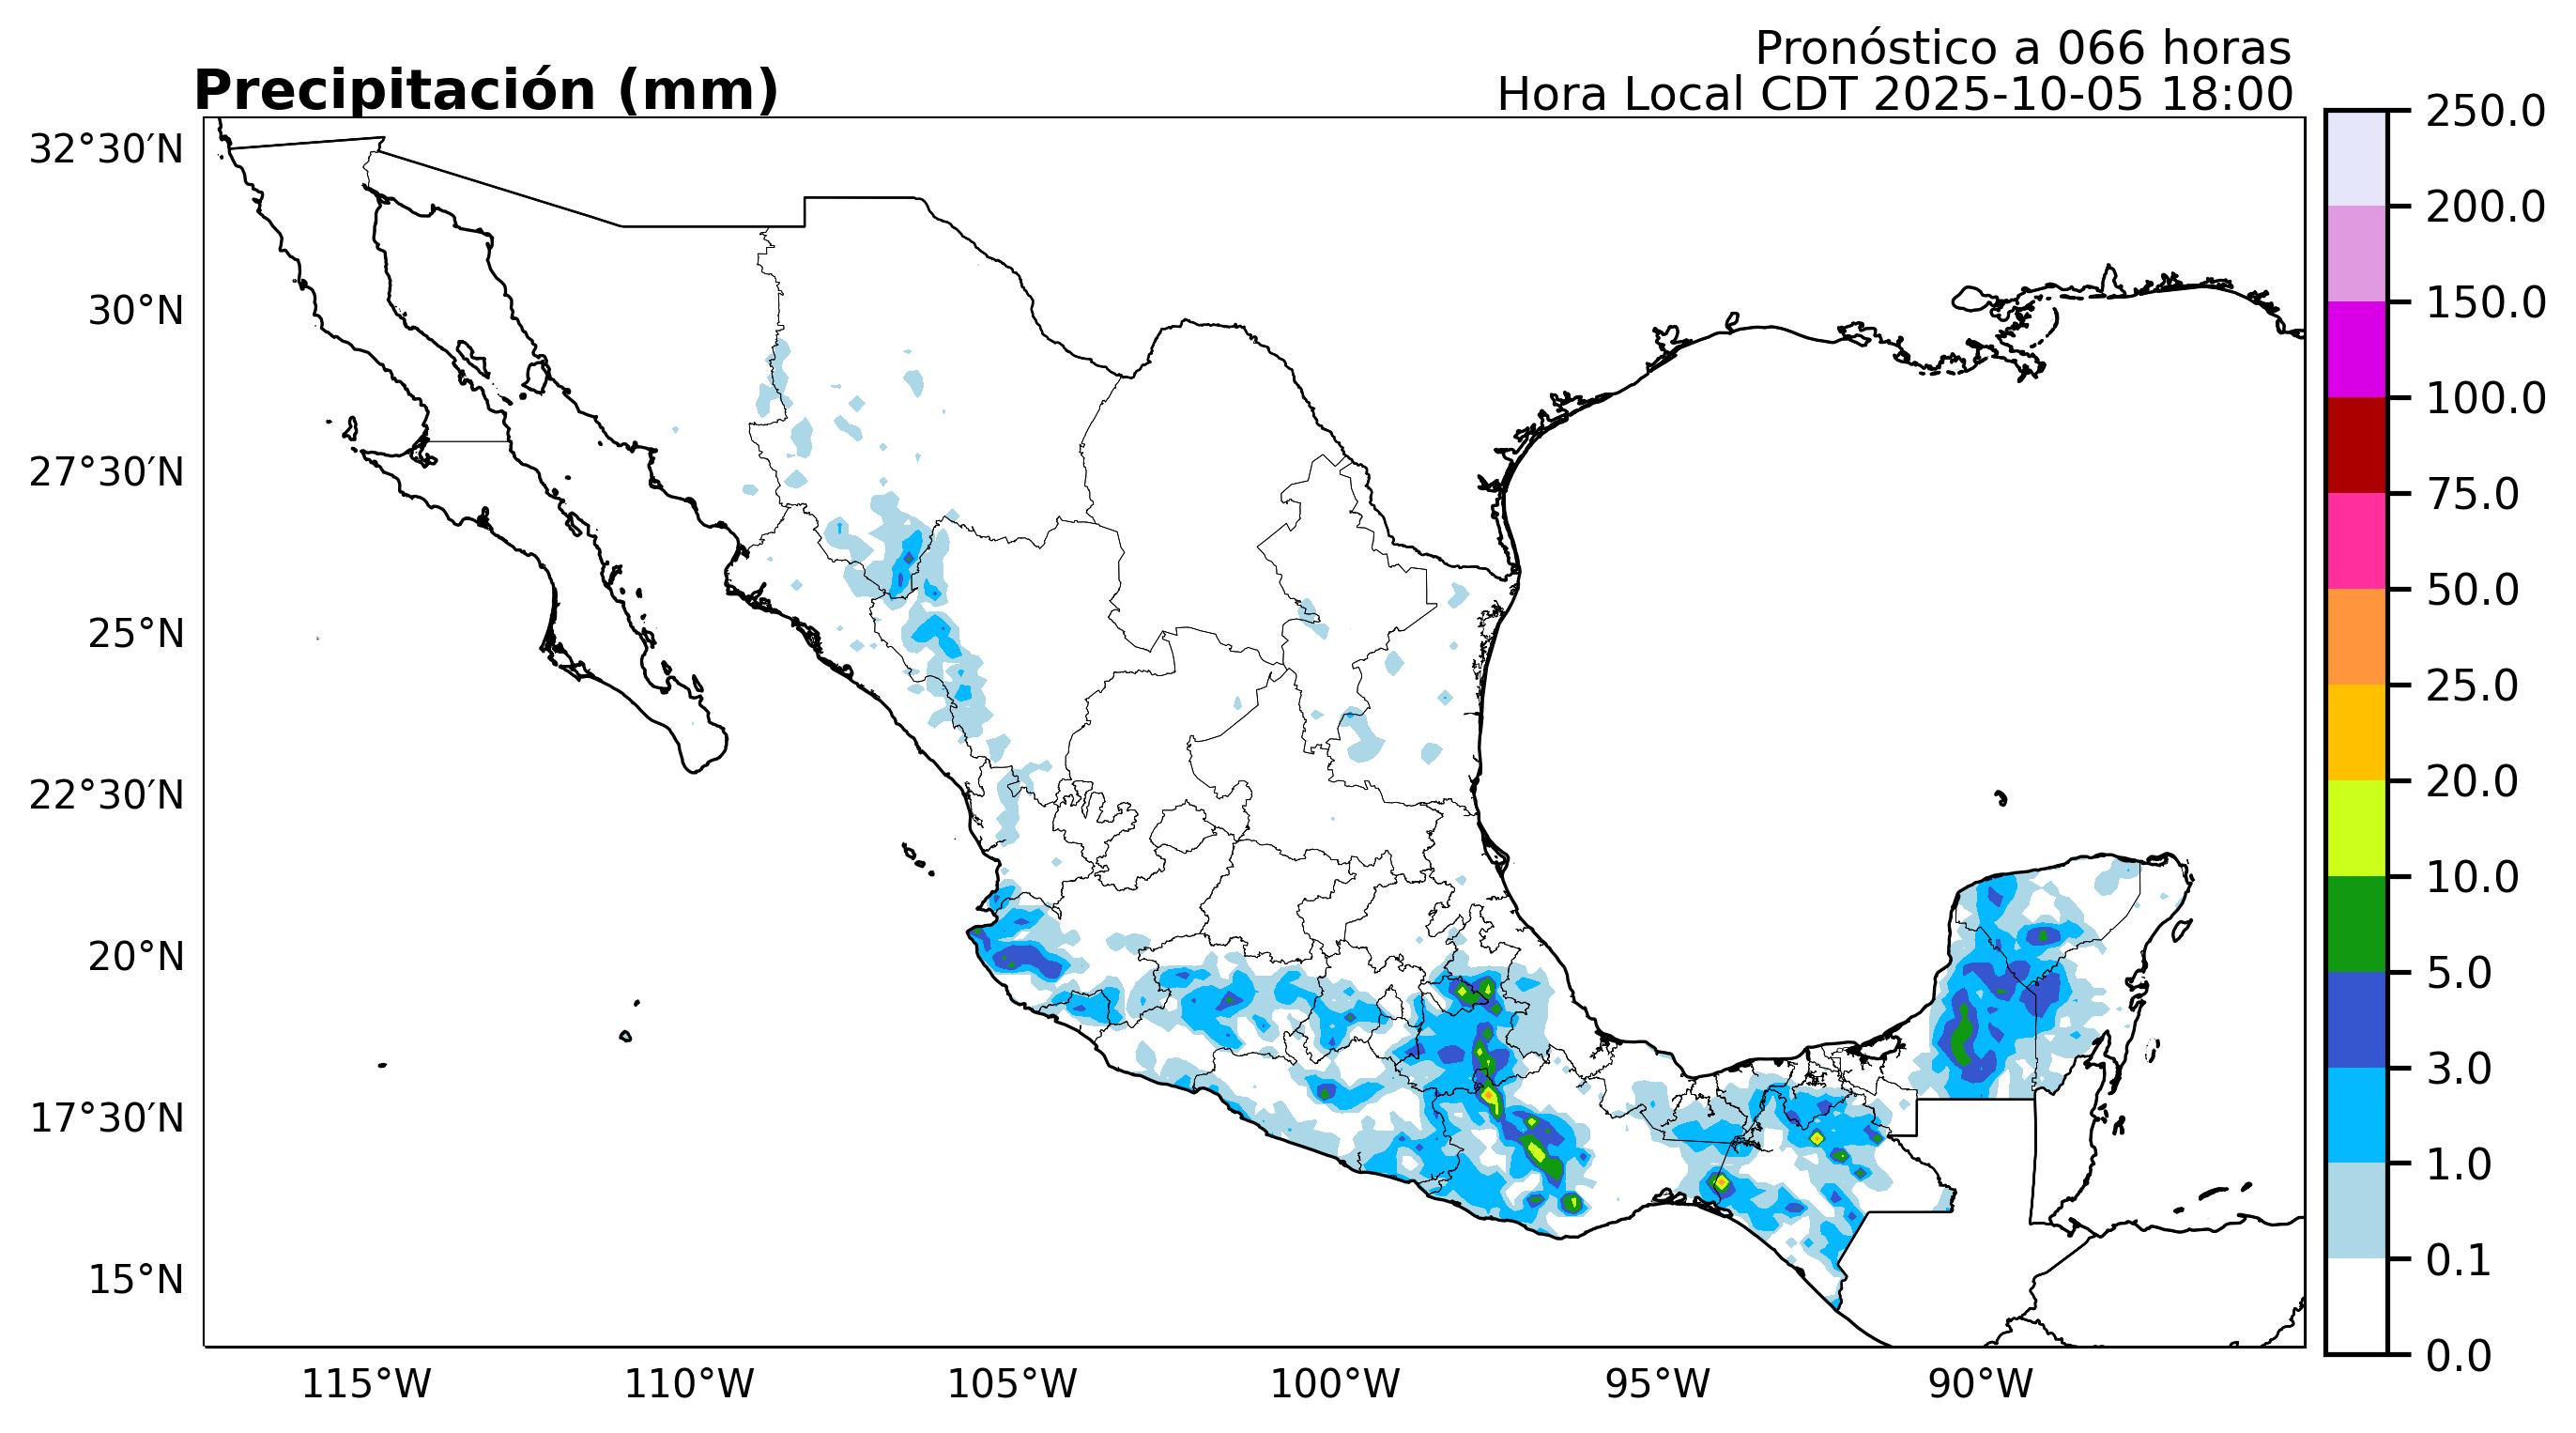 Pronóstico a 066 horas
Precipitación (mm)
Hora Local CDT 2025-10-05 18:00
32°30′N
30°N
27°30′N
25°N
22°30′N
20°N
17°30′N
15°N
115°W
110°W
105°W
100°W
95°W
90°W
250.0
200.0
150.0
100.0
75.0
50.0
25.0
20.0
10.0
5.0
3.0
1.0
0.1
0.0